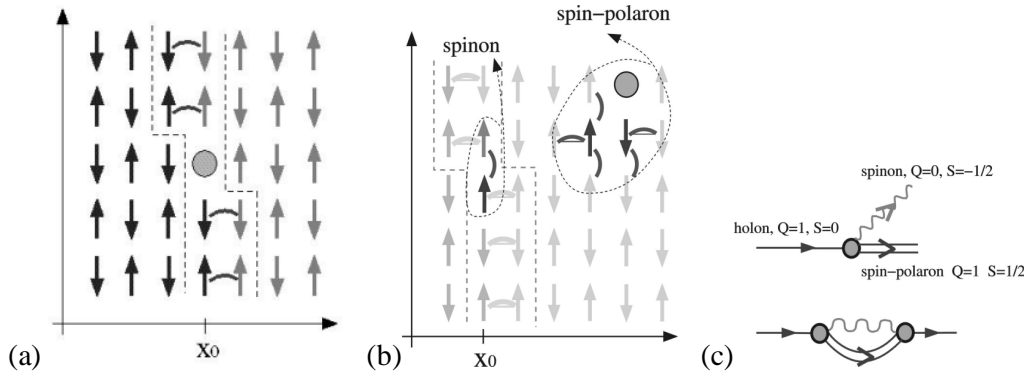 (a)
x0
spinon
spin-polaron
(b)
x0
spinon, Q=0, S=-1/2
holon, Q=1, S=0
spin-polaron Q=1 S=1/2
(c)